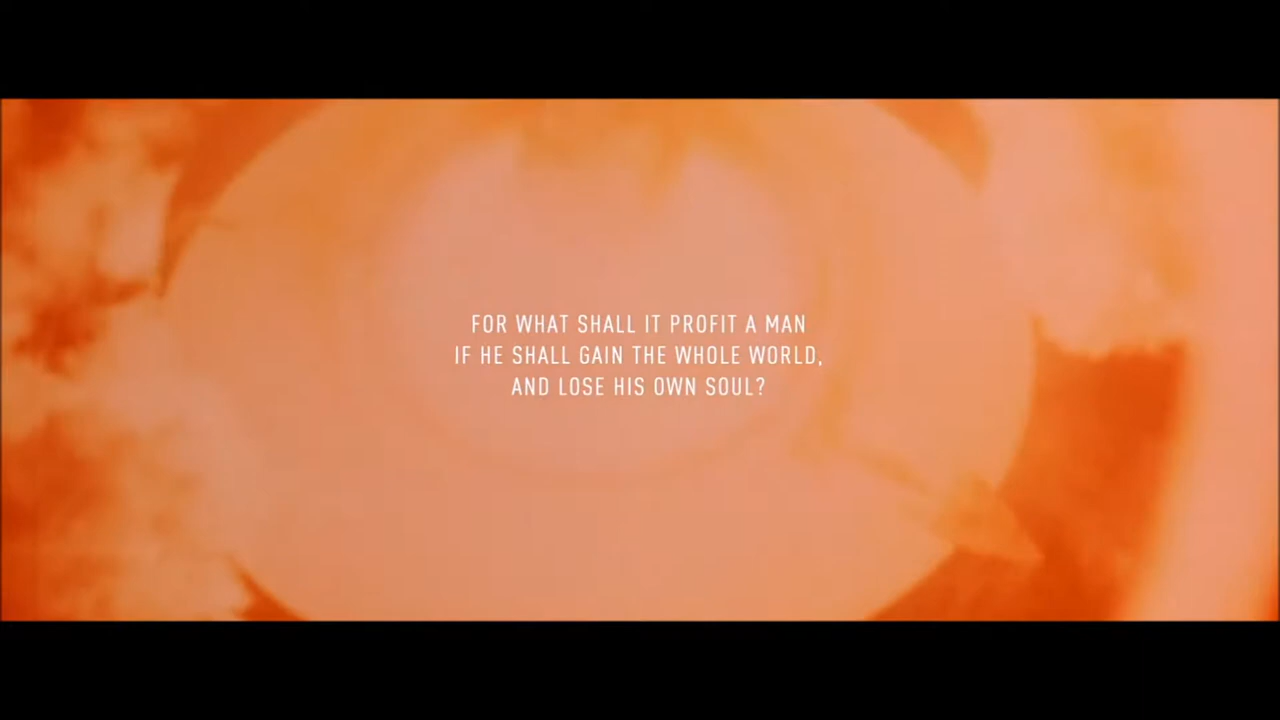 FOR WHAT SHALL IT PROFIT A MAN
IF HE SHALL GAIN THE WHOLE WORLD,
AND LOSE HIS OWN SOUL?